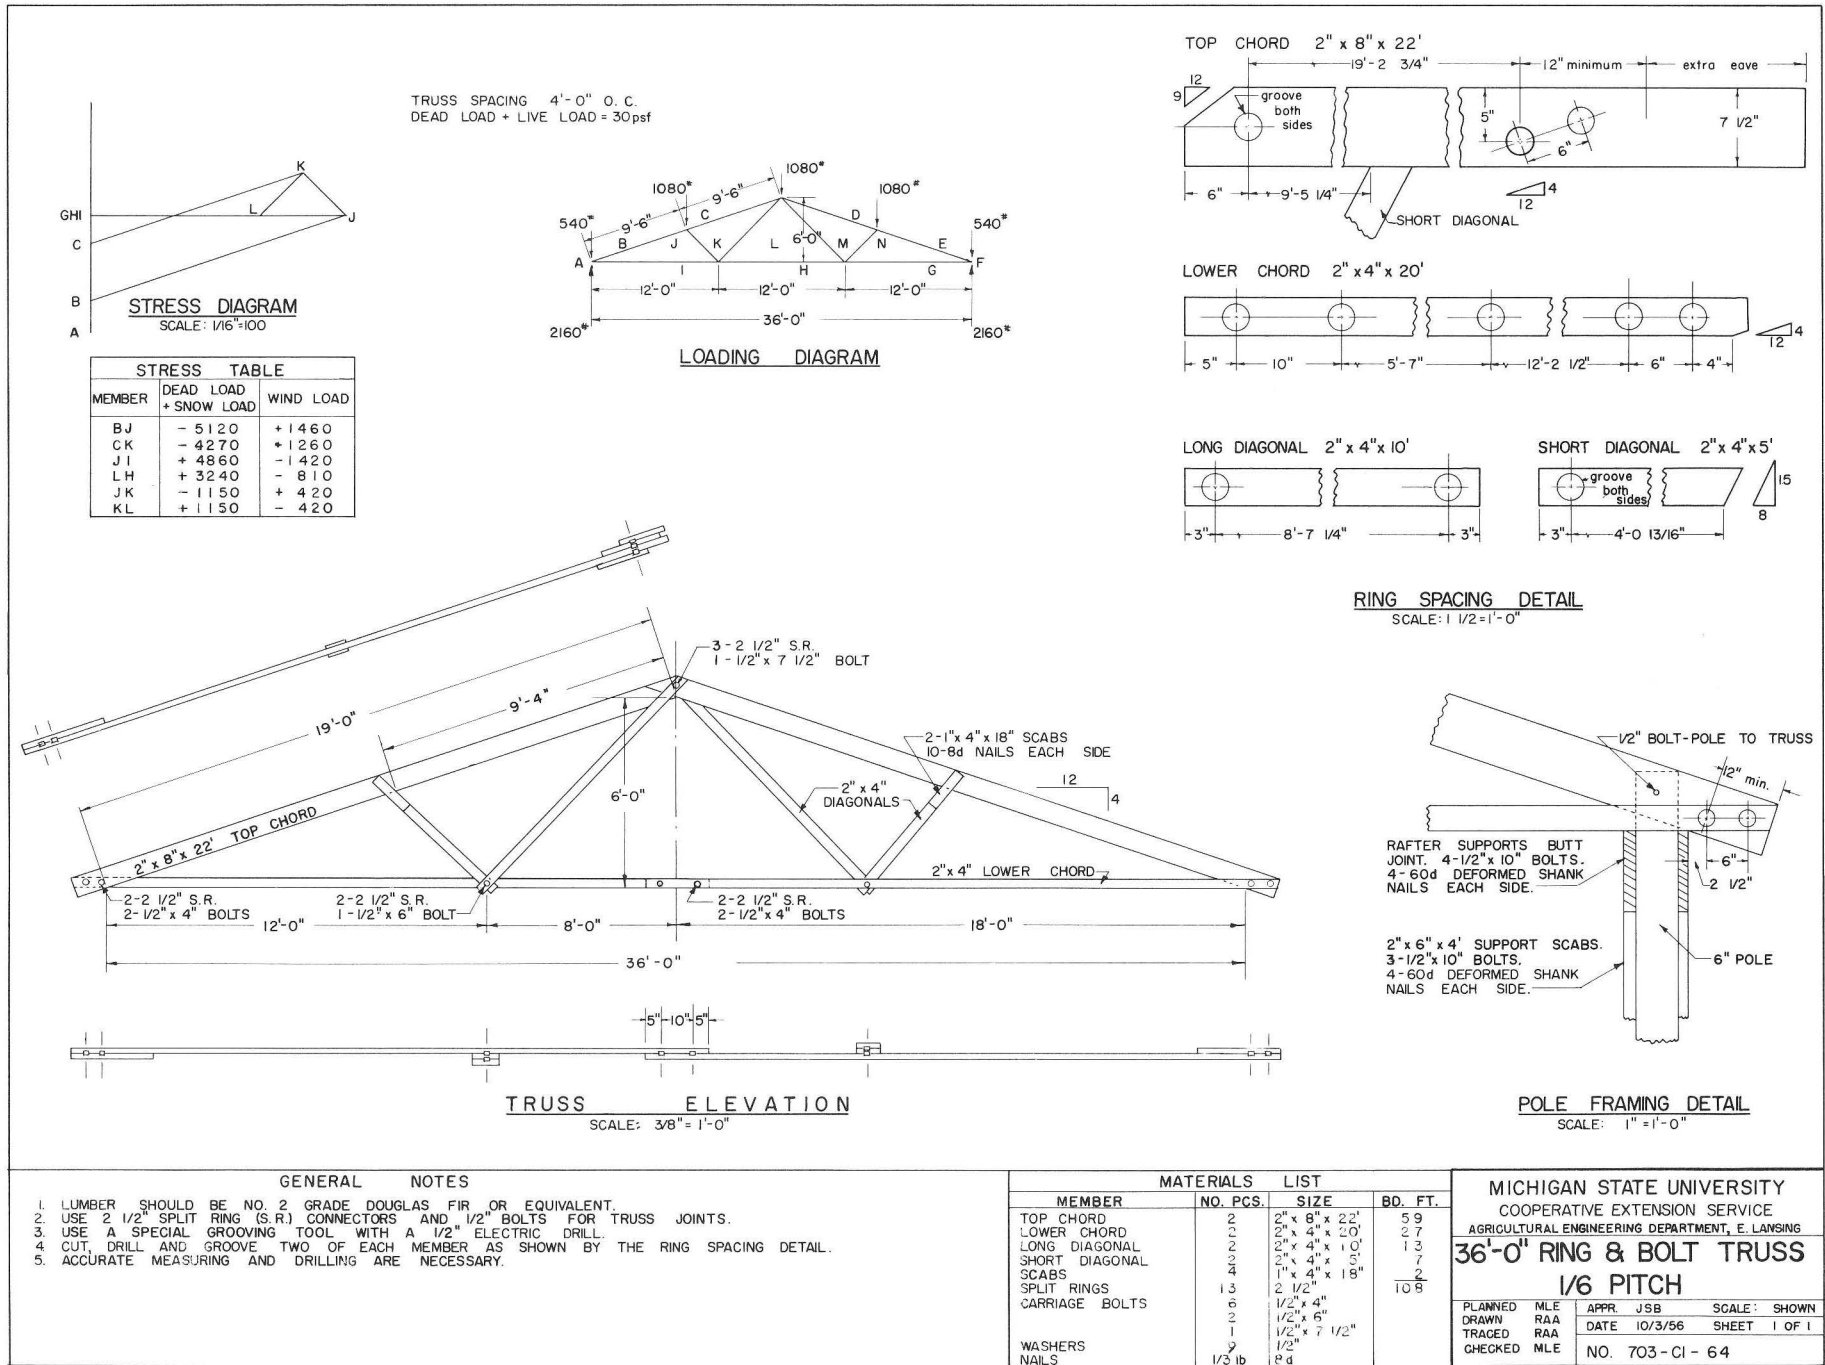 TRUSS SPACING 4'-0" O. C.
DEAD LOAD + LIVE LOAD = 30psf
K
L
J
GHI
C
B
A
STRESS DIAGRAM
SCALE: 1/16"=100
1080#
1080#
1080#
9'-6"
9'-6"
540#
540#
2160#
2160#
A B C D E F
J K L M N
I H G
6'-0"
12'-0" 12'-0" 12'-0"
36'-0"
LOADING DIAGRAM
STRESS TABLE
MEMBER DEAD LOAD + SNOW LOAD WIND LOAD
BJ - 5120 +1460
CK - 4270 +1260
JI + 4860 -1420
LH + 3240 - 810
JK - 1150 + 420
KL + 1150 - 420
TOP CHORD 2" x 8" x 22'
19'-2 3/4" 12" minimum extra eave
12
9
groove
both
sides
5"
6"
7 1/2"
6" 9'-5 1/4"
4
12
SHORT DIAGONAL
LOWER CHORD 2" x 4" x 20'
4
12
5" 10" 5'-7" 12'-2 1/2" 6" 4"
LONG DIAGONAL 2" x 4" x 10'
3" 8'-7 1/4" 3"
SHORT DIAGONAL 2" x 4" x 5'
groove
both
sides
15
8
3" 4'-0 13/16"
RING SPACING DETAIL
SCALE: 1 1/2=1'-0"
3-2 1/2" S.R.
1-1/2" x 7 1/2" BOLT
19'-0"
9'-4"
2-1" x 4" x 18" SCABS
10-8d NAILS EACH SIDE
12
4
6'-0"
2" x 4"
DIAGONALS
2" x 8" x 22' TOP CHORD
2" x 4" LOWER CHORD
2-2 1/2" S.R.
2-1/2" x 4" BOLTS
2-2 1/2" S.R.
1-1/2" x 6" BOLT
2-2 1/2" S.R.
2-1/2" x 4" BOLTS
12'-0" 8'-0" 18'-0"
36'-0"
5" 10" 5"
TRUSS ELEVATION
SCALE: 3/8" = 1'-0"
1/2" BOLT-POLE TO TRUSS
12" min.
RAFTER SUPPORTS BUTT
JOINT. 4-1/2" x 10" BOLTS.
4-60d DEFORMED SHANK
NAILS EACH SIDE.
6"
2 1/2"
2" x 6" x 4' SUPPORT SCABS.
3-1/2" x 10" BOLTS.
4-60d DEFORMED SHANK
NAILS EACH SIDE.
6" POLE
POLE FRAMING DETAIL
SCALE: 1" = 1'-0"
GENERAL NOTES
1. LUMBER SHOULD BE NO. 2 GRADE DOUGLAS FIR OR EQUIVALENT.
2. USE 2 1/2" SPLIT RING (S.R.) CONNECTORS AND 1/2" BOLTS FOR TRUSS JOINTS.
3. USE A SPECIAL GROOVING TOOL WITH A 1/2" ELECTRIC DRILL.
4 CUT, DRILL AND GROOVE TWO OF EACH MEMBER AS SHOWN BY THE RING SPACING DETAIL.
5. ACCURATE MEASURING AND DRILLING ARE NECESSARY.
MATERIALS LIST
MEMBER NO. PCS. SIZE BD. FT.
TOP CHORD 2 2" x 8" x 22' 59
LOWER CHORD 2 2" x 4" x 20' 27
LONG DIAGONAL 2 2" x 4" x 10' 13
SHORT DIAGONAL 2 2" x 4" x 5' 7
SCABS 4 1" x 4" x 18" 2
SPLIT RINGS 13 2 1/2" 108
CARRIAGE BOLTS 6 1/2" x 4"
2 1/2" x 6"
1 1/2" x 7 1/2"
WASHERS 9 1/2"
NAILS 1/3 lb 8d
MICHIGAN STATE UNIVERSITY
COOPERATIVE EXTENSION SERVICE
AGRICULTURAL ENGINEERING DEPARTMENT, E. LANSING
36'-0" RING & BOLT TRUSS
1/6 PITCH
PLANNED MLE
DRAWN RAA
TRACED RAA
CHECKED MLE
APPR. JSB SCALE: SHOWN
DATE 10/3/56 SHEET 1 OF 1
NO. 703-CI-64